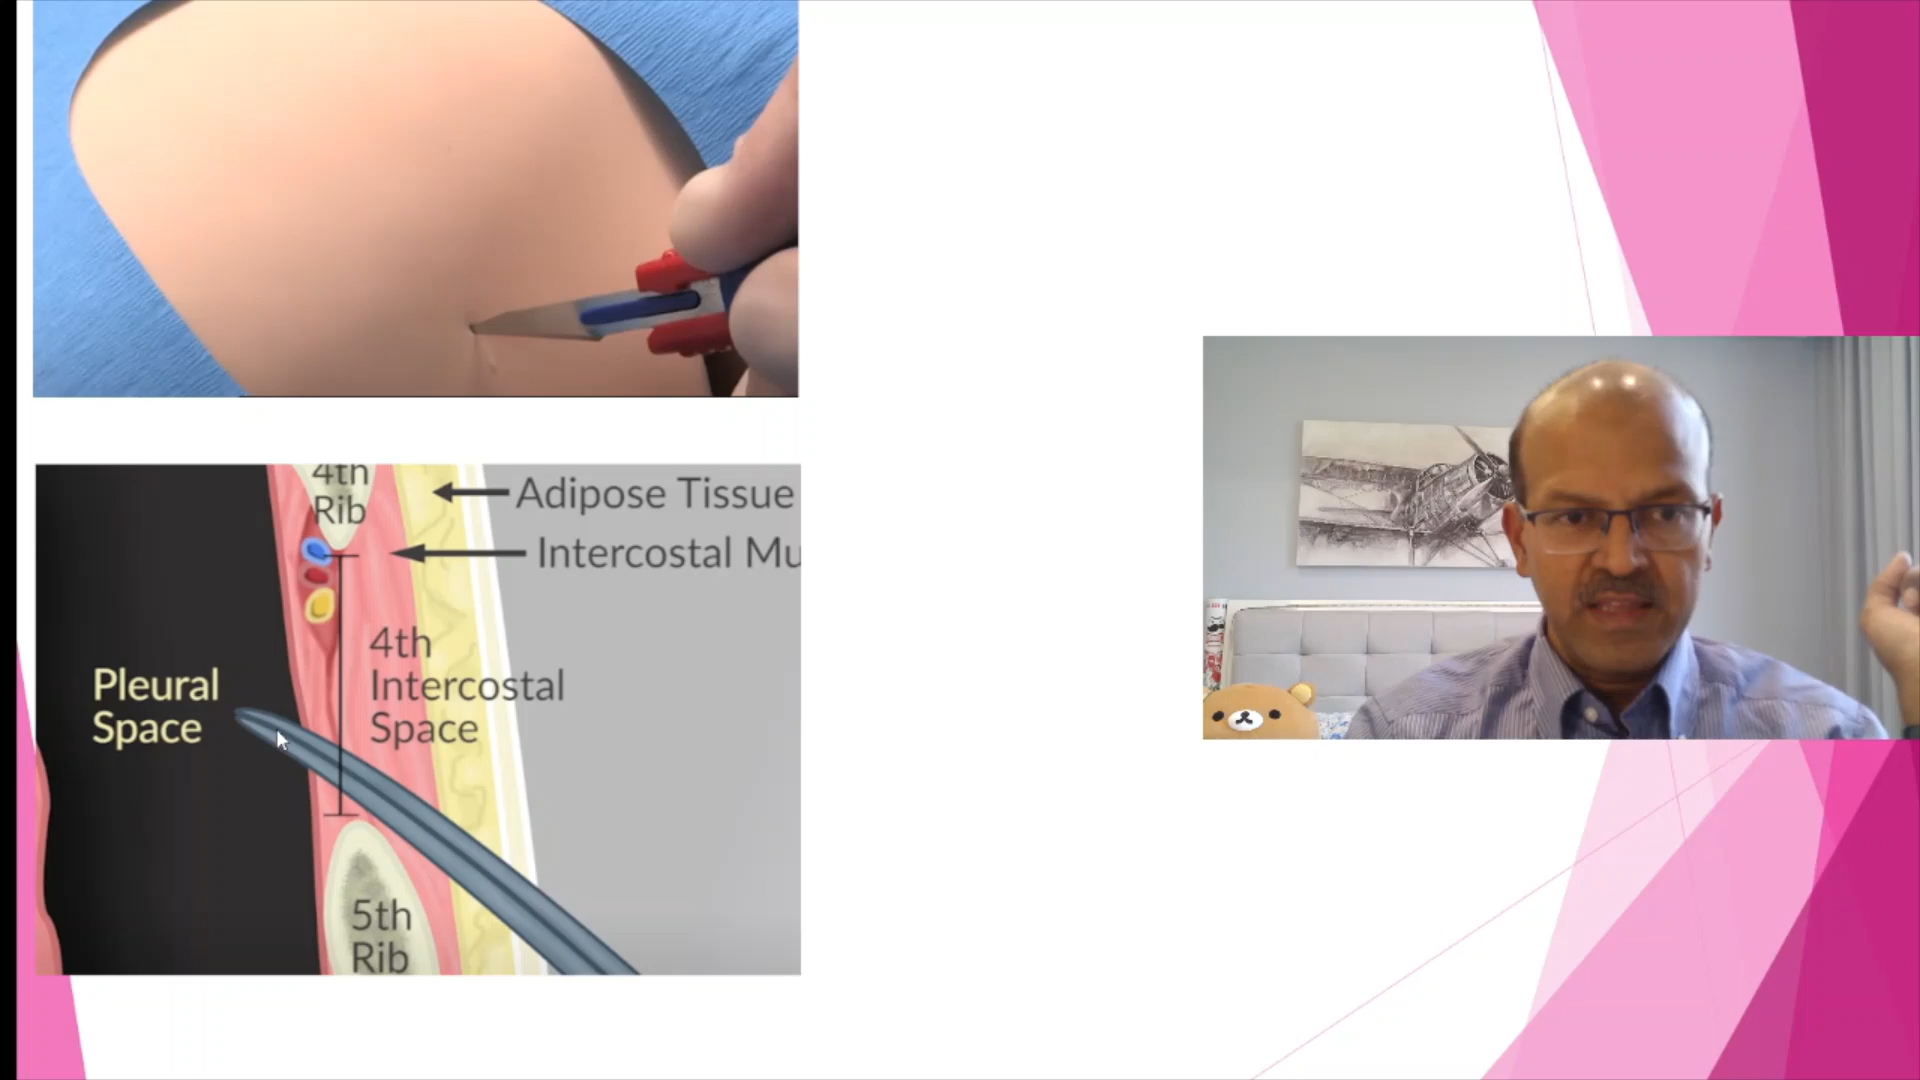 4th
Rib
Adipose Tissue
Intercostal Mu
4th
Intercostal
Space
Pleural
Space
5th
Rib